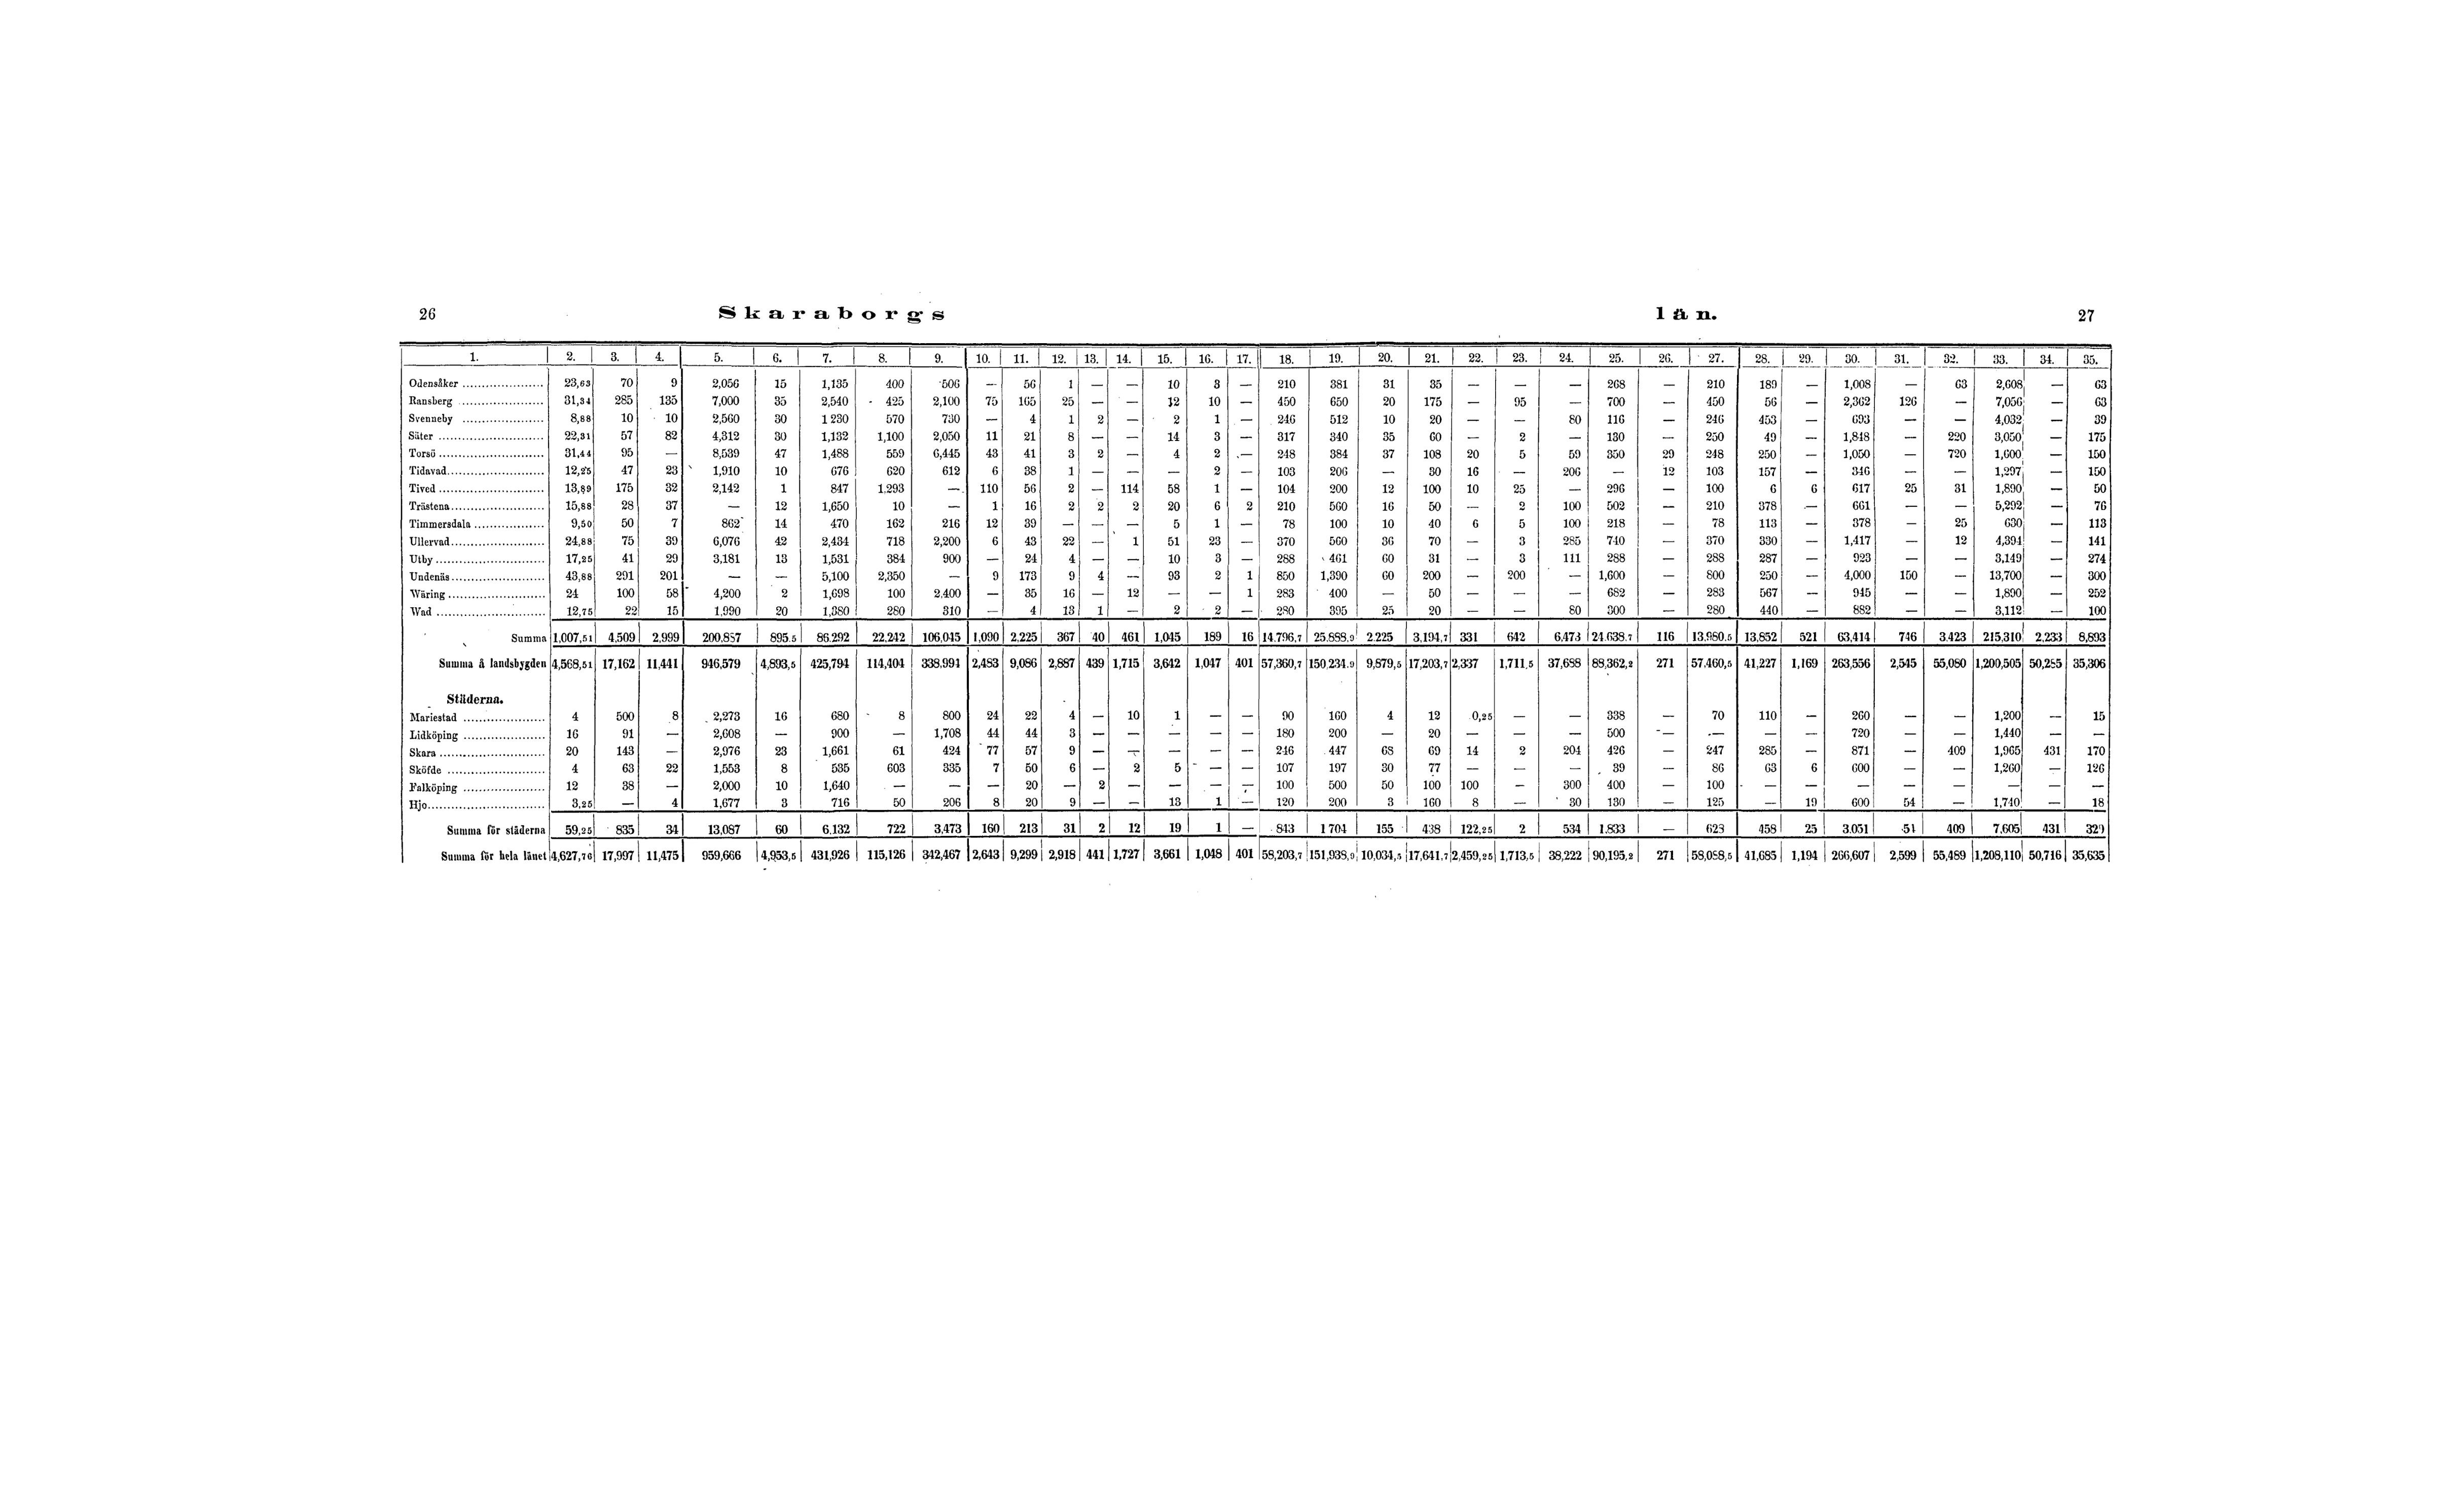 26 Skaraborgs län. 27
1. 2. 3. 4. 5. 6. 7. 8. 9. 10. 11. 12. 13. 14. 15. 16. 17. 18. 19. 20. 21. 22. 23. 24. 25. 26. 27. 28. 29. 30. 31. 32. 33. 34. 35.
Odensåker .................... 23,63 70 9 2,056 15 1,135 400 506 — 56 1 — — 10 3 — 210 381 31 35 — — — 268 — 210 189 — 1,008 — 63 2,608 — 63
Ransberg ..................... 31,34 285 135 7,000 35 2,540 425 2,100 75 165 25 — — 12 10 — 450 650 20 175 — 95 — 700 — 450 56 — 2,362 126 — 7,056 — 63
Svenneby .................... 8,88 10 10 2,560 30 1 230 570 730 — 4 1 2 — 2 1 — 246 512 10 20 — — 80 116 — 246 453 — 693 — — 4,032 — 39
Säter .......................... 22,31 57 82 4,312 30 1,132 1,100 2,050 11 21 8 — — 14 3 — 317 340 35 60 — 2 — 130 — 250 49 — 1,848 — 220 3,050 — 175
Torsö .......................... 31,44 95 — 8,539 47 1,488 559 6,445 43 41 3 2 — 4 2 — 248 384 37 108 20 5 59 350 29 248 250 — 1,050 — 720 1,600 — 150
Tidavad........................ 12,25 47 23 1,910 10 676 620 612 6 38 1 — — — 2 — 103 206 — 30 16 — 206 — 12 103 157 — 346 — — 1,297 — 150
Tived .......................... 13,89 175 32 2,142 1 847 1.293 — 110 56 2 — 114 58 1 — 104 200 12 100 10 25 — 296 — 100 6 6 617 25 31 1,890 — 50
Trästena....................... 15,88 28 37 — 12 1,650 10 — 1 16 2 2 2 20 6 2 210 560 16 50 — 2 100 502 — 210 378 — 661 — — 5,292 — 76
Timmersdala ................. 9,50 50 7 862 14 470 162 216 12 39 — — — 5 1 — 78 100 10 40 6 5 100 218 — 78 113 — 378 — 25 630 — 113
Ullervad....................... 24,88 75 39 6,076 42 2,434 718 2,200 6 43 22 — 1 51 23 — 370 560 36 70 — 3 285 740 — 370 330 — 1,417 — 12 4,394 — 141
Utby ........................... 17,25 41 29 3,181 13 1,531 384 900 — 24 4 — — 10 3 — 288 461 60 31 — 3 111 288 — 288 287 — 923 — — 3,149 — 274
Undenäs....................... 43,88 291 201 — — 5,100 2,350 — 9 173 9 4 — 93 2 1 850 1,390 60 200 — 200 — 1,600 — 800 250 — 4,000 150 — 13,700 — 300
Wäring ........................ 24 100 58 4,200 2 1,698 100 2.400 — 35 16 — 12 — — 1 283 400 — 50 — — — 682 — 283 567 — 945 — — 1,890 — 252
Wad ........................... 12,75 22 15 1,990 20 1,380 280 310 — 4 13 1 — 2 2 — 280 395 25 20 — — 80 300 — 280 440 — 882 — — 3,112 — 100
Summa 1,007,51 4,509 2,999 200,887 895,5 86.292 22,242 106,045 1,090 2,225 367 40 461 1,045 189 16 14.796,7 25.888,9 2.225 3,194,7 331 642 6,473 24.638,7 116 13.980,5 13,852 521 63,414 746 3.423 215,310 2,233 8,893
Summa å landsbygden 4,568,51 17,162 11,441 946,579 4,893,5 425,794 114,404 338.994 2,483 9,086 2,887 439 1,715 3,642 1,047 401 57,360,7 150,234,9 9,879,5 17,203,7 2,337 1,711,5 37,688 88,362,2 271 57.460,5 41,227 1,169 263,556 2,545 55,080 1,200,505 50,285 35,306
Städerna.
Mariestad ..................... 4 500 8 2,273 16 680 8 800 24 22 4 — 10 1 — — 90 160 4 12 0,25 — — 338 — 70 110 — 260 — — 1,200 — 15
Lidköping ..................... 16 91 — 2,608 — 900 — 1,708 44 44 3 — — — — — 180 200 — 20 — — — 500 — — — — 720 — — 1,440 — —
Skara .......................... 20 143 — 2,976 23 1,661 61 424 77 57 9 — — — — — 246 447 68 69 14 2 204 426 — 247 285 — 871 — 409 1,965 431 170
Sköfde ........................ 4 63 22 1,553 8 535 603 335 7 50 6 — 2 5 — — 107 197 30 77 — — — 39 — 86 63 6 600 — — 1,260 — 126
Falköping .................... 12 38 — 2,000 10 1,640 — — — 20 — 2 — — — — 100 500 50 100 100 — 300 400 — 100 — — — — — — — —
Hjo............................. 3,25 — 4 1,677 3 716 50 206 8 20 9 — — 13 1 — 120 200 3 160 8 — 30 130 — 125 — 19 600 54 — 1,740 — 18
Summa för städerna 59,25 835 34 13,087 60 6.132 722 3,473 160 213 31 2 12 19 1 — 843 1 704 155 438 122,25 2 534 1.833 — 623 458 25 3.051 54 409 7,605 431 329
Summa för hela länet 4,627,76 17,997 11,475 959,666 4,953,5 431,926 115,126 342,467 2,643 9,299 2,918 441 1,727 3,661 1,048 401 58,203,7 151,938,9 10,034,5 17,641,7 2,459,25 1,713,5 38,222 90,195,2 271 58,088,5 41,685 1,194 266,607 2,599 55,489 1,208,110 50,716 35,635